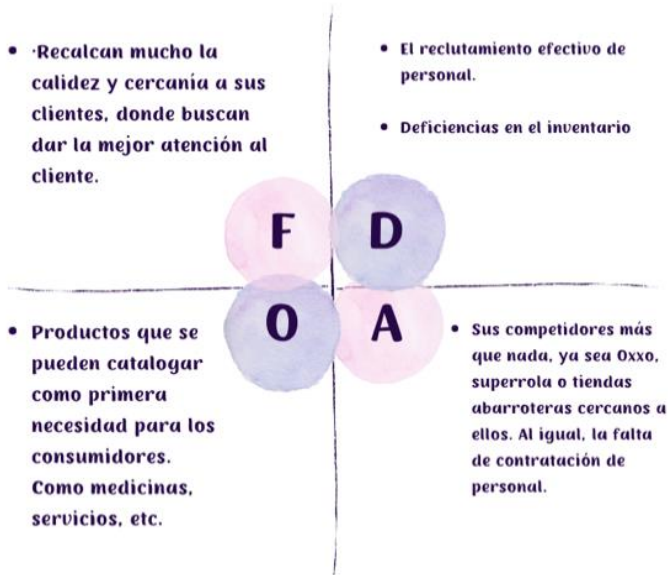 • ·Recalcan mucho la
calidez y cercanía a sus
clientes, donde buscan
dar la mejor atención al
cliente.
• El reclutamiento efectivo de
personal.
• Deficiencias en el inventario
F
D
O
A
• Productos que se
pueden catalogar
como primera
necesidad para los
consumidores.
Como medicinas,
servicios, etc.
• Sus competidores más
que nada, ya sea Oxxo,
superrola o tiendas
abarroteras cercanos a
ellos. Al igual, la falta
de contratación de
personal.